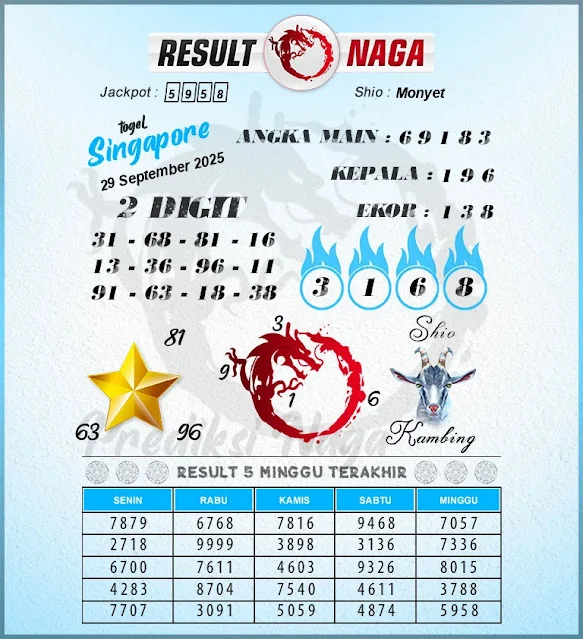 RESULT NAGA
Jackpot : 5958
Shio : Monyet
togel
Singapore
29 September 2025
ANGKA MAIN : 6 9 1 8 3
KEPALA : 1 9 6
EKOR : 1 3 8
2 DIGIT
31 - 68 - 81 - 16
13 - 36 - 96 - 11
91 - 63 - 18 - 38
3 1 6 8
81
63 96
3
9
1
6
Shio
Kambing
Prediksi Naga
RESULT 5 MINGGU TERAKHIR
SENIN RABU KAMIS SABTU MINGGU
7879 6768 7816 9468 7057
2718 9999 3898 3136 7336
6700 7611 4603 9326 8015
4283 8704 7540 4611 3788
7707 3091 5059 4874 5958